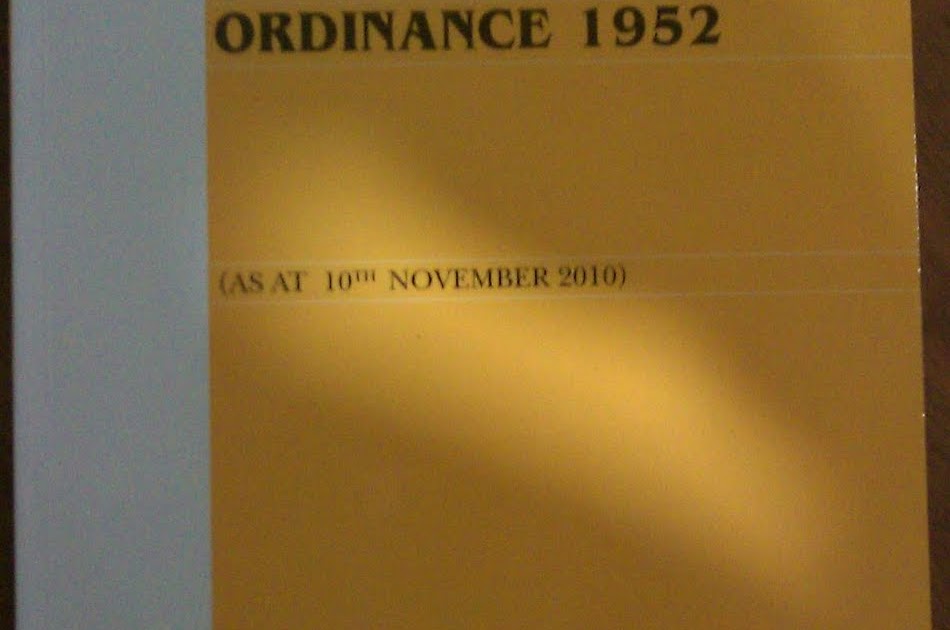 ORDINANCE 1952
(AS AT 10TH NOVEMBER 2010)